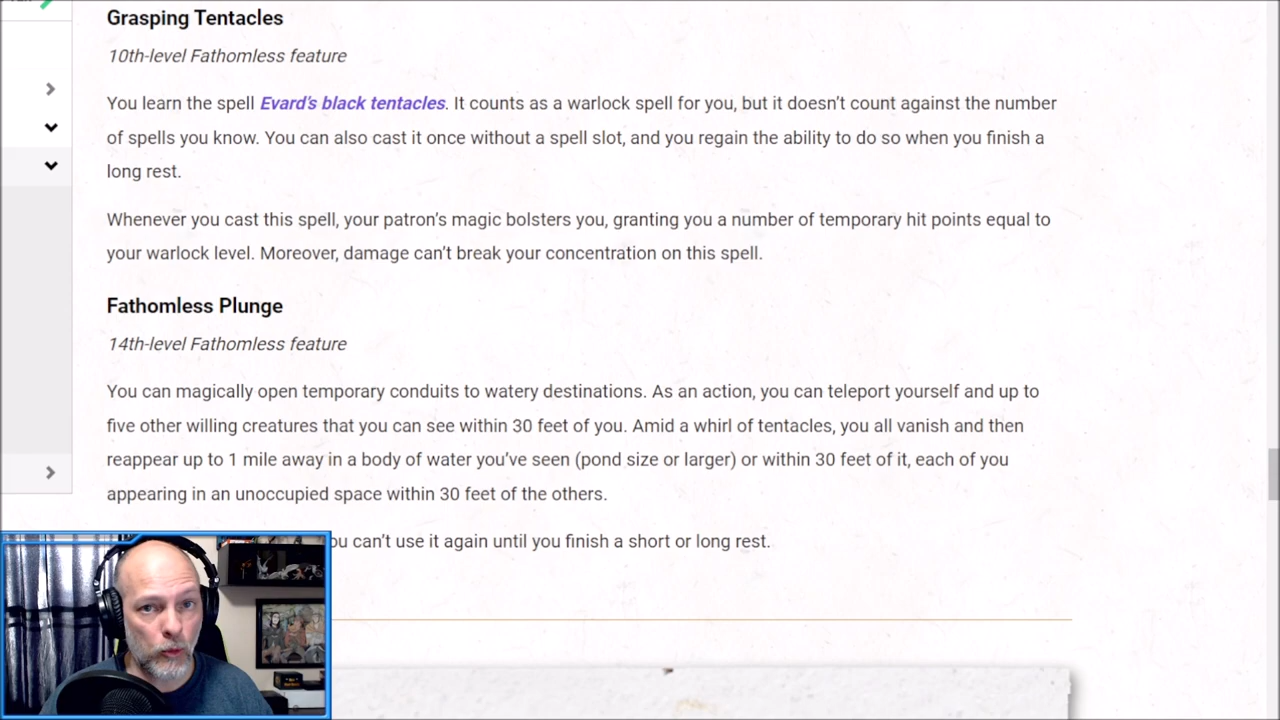 Grasping Tentacles
10th-level Fathomless feature
You learn the spell Evard's black tentacles. It counts as a warlock spell for you, but it doesn't count against the number
of spells you know. You can also cast it once without a spell slot, and you regain the ability to do so when you finish a
long rest.
Whenever you cast this spell, your patron's magic bolsters you, granting you a number of temporary hit points equal to
your warlock level. Moreover, damage can't break your concentration on this spell.
Fathomless Plunge
14th-level Fathomless feature
You can magically open temporary conduits to watery destinations. As an action, you can teleport yourself and up to
five other willing creatures that you can see within 30 feet of you. Amid a whirl of tentacles, you all vanish and then
reappear up to 1 mile away in a body of water you've seen (pond size or larger) or within 30 feet of it, each of you
appearing in an unoccupied space within 30 feet of the others.
can't use it again until you finish a short or long rest.